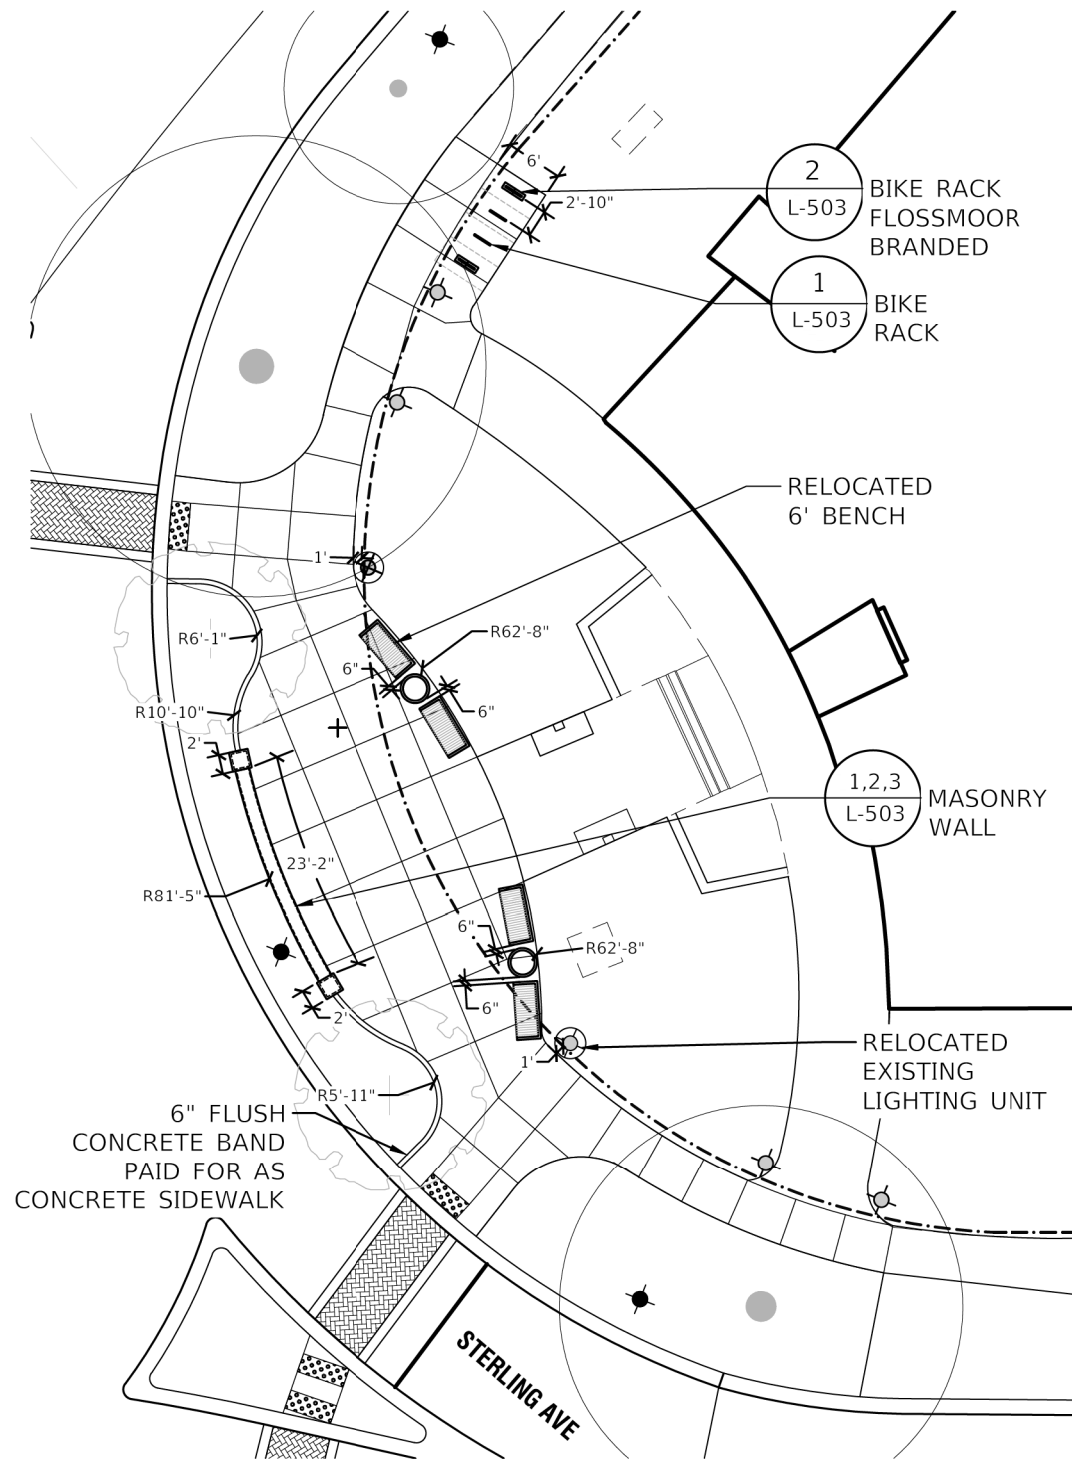 6'
2'-10"
2
L-503
BIKE RACK
FLOSSMOOR
BRANDED
1
L-503
BIKE
RACK
RELOCATED
6' BENCH
1'
R6'-1"
R62'-8"
6"
6"
R10'-10"
2'
1,2,3
L-503
MASONRY
WALL
23'-2"
R81'-5"
6"
R62'-8"
6"
2'
1'
RELOCATED
EXISTING
LIGHTING UNIT
R5'-11"
6" FLUSH
CONCRETE BAND
PAID FOR AS
CONCRETE SIDEWALK
STERLING AVE